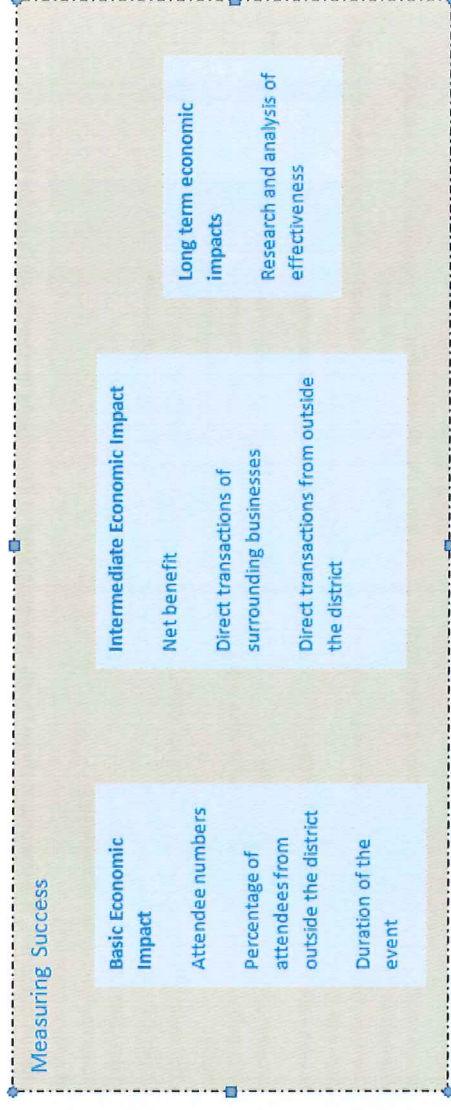 Measuring Success
Basic Economic
Impact
Attendee numbers
Percentage of
attendees from
outside the district
Duration of the
event
Intermediate Economic Impact
Net benefit
Direct transactions of
surrounding businesses
Direct transactions from outside
the district
Long term economic
impacts
Research and analysis of
effectiveness